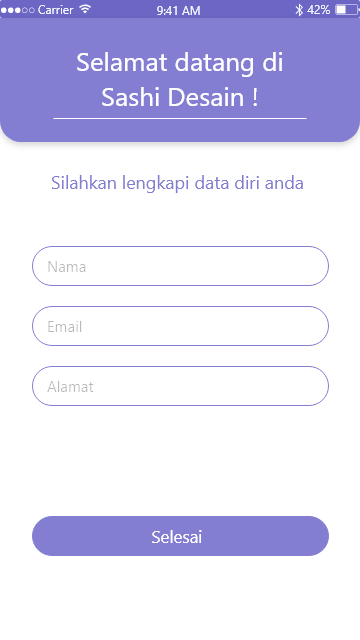 Carrier 9:41 AM 42%
Selamat datang di
Sashi Desain !
Silahkan lengkapi data diri anda
Nama
Email
Alamat
Selesai